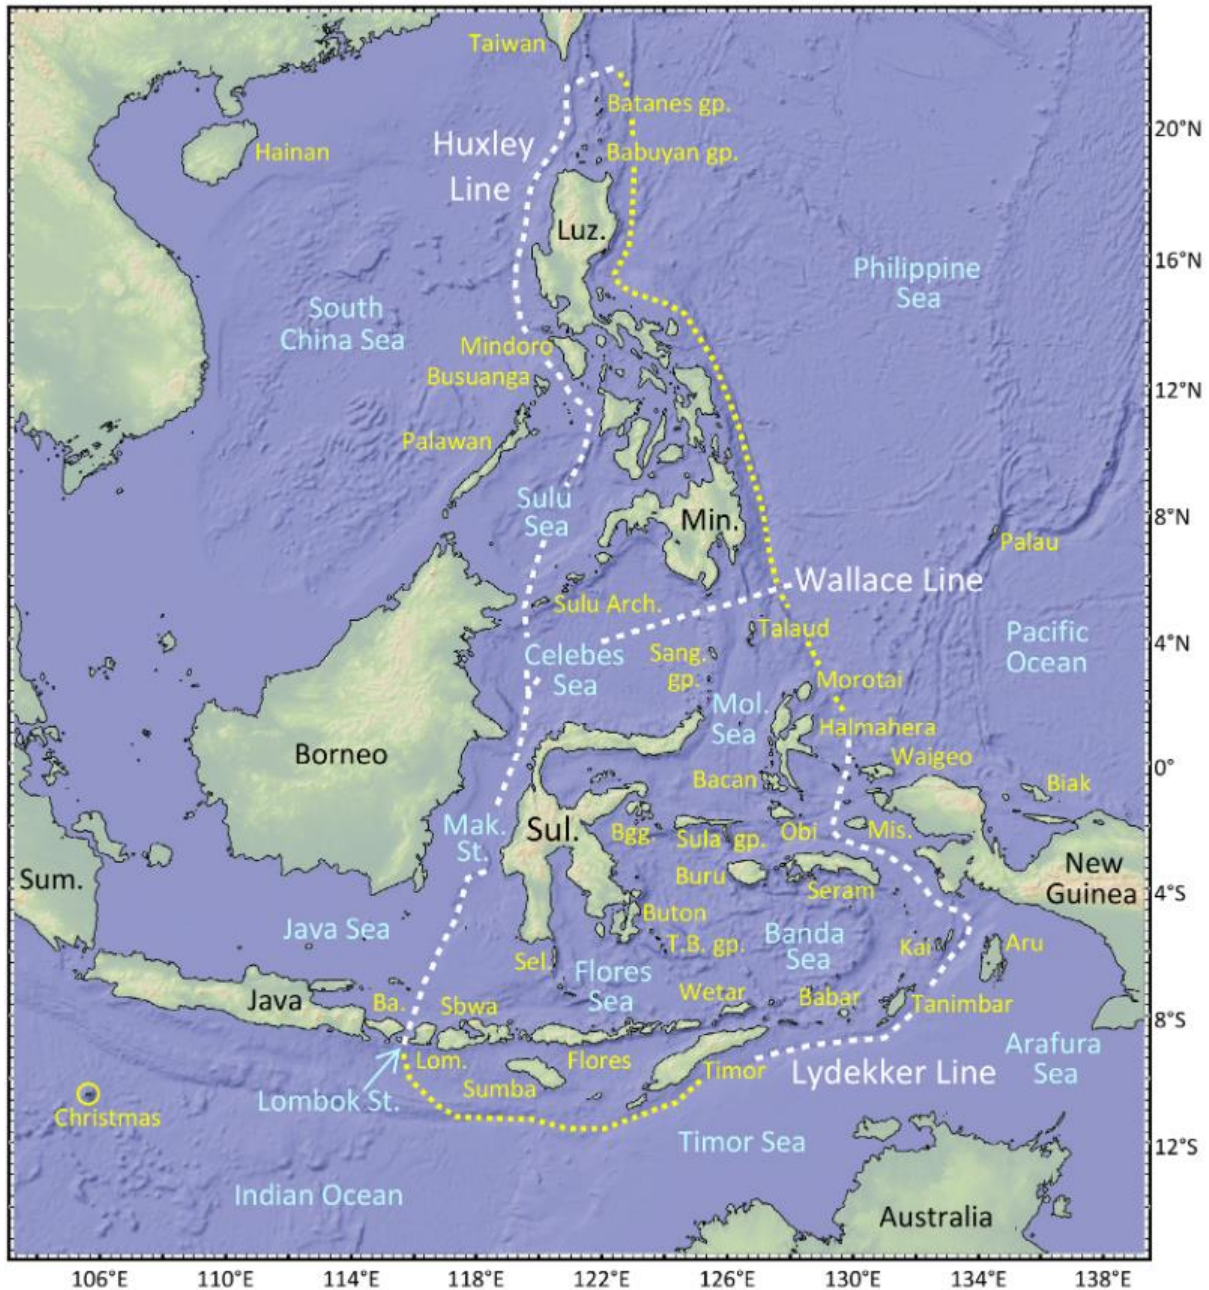 Taiwan
Batanes gp.
20°N
Huxley
Line
Hainan
Babuyan gp.
Luz.
16°N
Philippine
Sea
South
China Sea
Mindoro
Busuanga
12°N
Palawan
Sulu
Sea
Min.
8°N
Palau
Wallace Line
Sulu Arch.
Talaud
Pacific
Ocean
4°N
Celebes
Sea
Sang.
gp.
Morotai
Mol.
Sea
Halmahera
Borneo
Waigeo
0°
Bacan
Biak
Mak.
St.
Sul.
Bgg.
Sula gp.
Obi
Mis.
Sum.
Buru
Seram
New
Guinea
4°S
Java Sea
Buton
T.B. gp.
Banda
Sea
Kai
Aru
Sel.
Flores
Sea
Java
Ba.
Sbwa
Wetar
Babar
Tanimbar
8°S
Lom.
Flores
Timor
Lydekker Line
Arafura
Sea
Sumba
Lombok St.
Christmas
Timor Sea
12°S
Indian Ocean
Australia
106°E 110°E 114°E 118°E 122°E 126°E 130°E 134°E 138°E